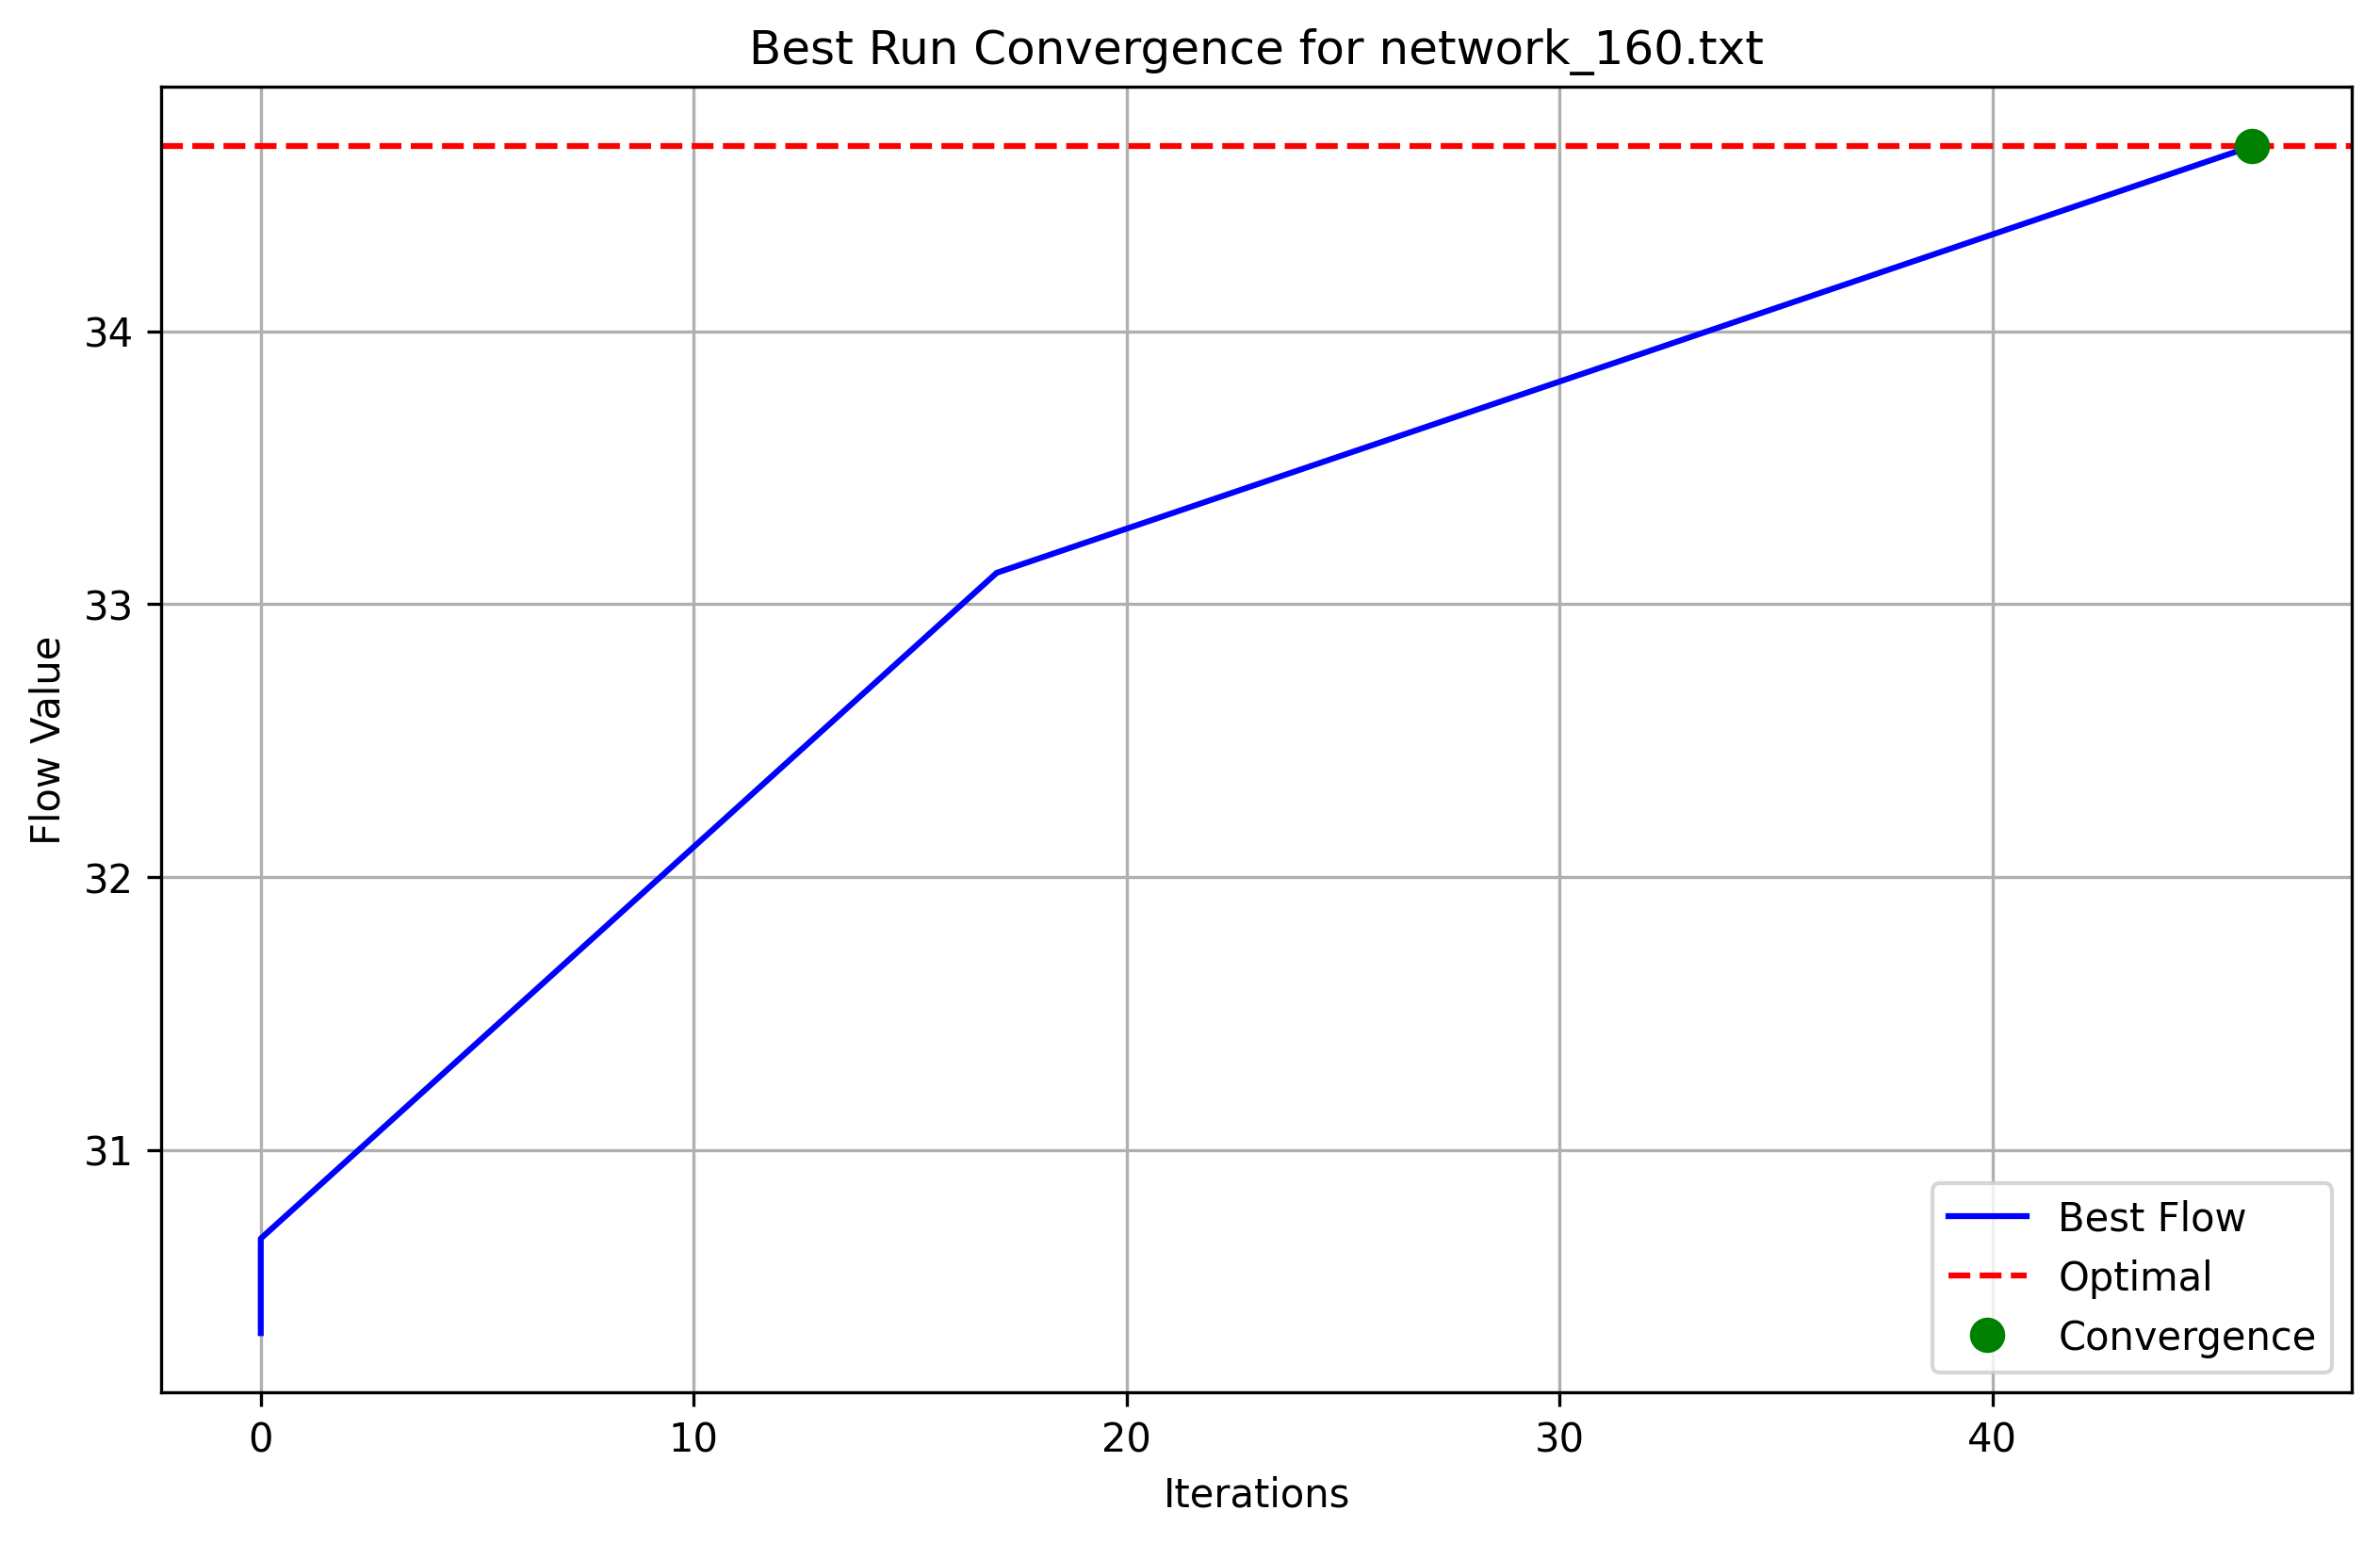 Best Run Convergence for network_160.txt
Flow Value
34
33
32
31
0 10 20 30 40
Iterations
Best Flow
Optimal
Convergence